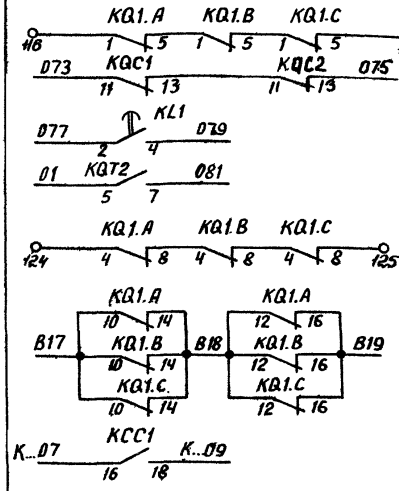 KQ1.A KQ1.B KQ1.C
1 5 1 5 1 5
118
073 KQC1 KQC2 075
11 13 11 13
KL1
077 079
2 4
01 KQT2 081
5 7
KQ1.A KQ1.B KQ1.C
124 4 8 4 8 4 8 125
KQ1.A KQ1.A
10 14 12 16
B17 KQ1.B B18 KQ1.B B19
10 14 12 16
KQ1.C KQ1.C
10 14 12 16
KCC1
K...07 K...09
16 18